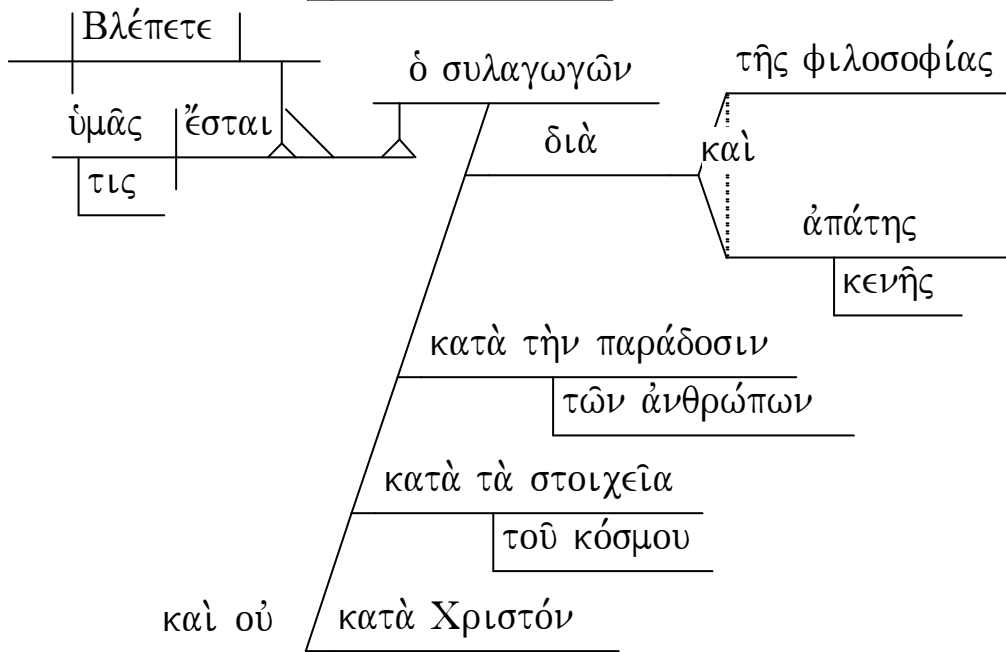 Βλέπετε
ὁ συλαγωγῶν
τῆς φιλοσοφίας
ὑμᾶς ἔσται
διὰ
καὶ
τις
ἀπάτης
κενῆς
κατὰ τὴν παράδοσιν
τῶν ἀνθρώπων
κατὰ τὰ στοιχεῖα
τοῦ κόσμου
καὶ οὐ κατὰ Χριστόν